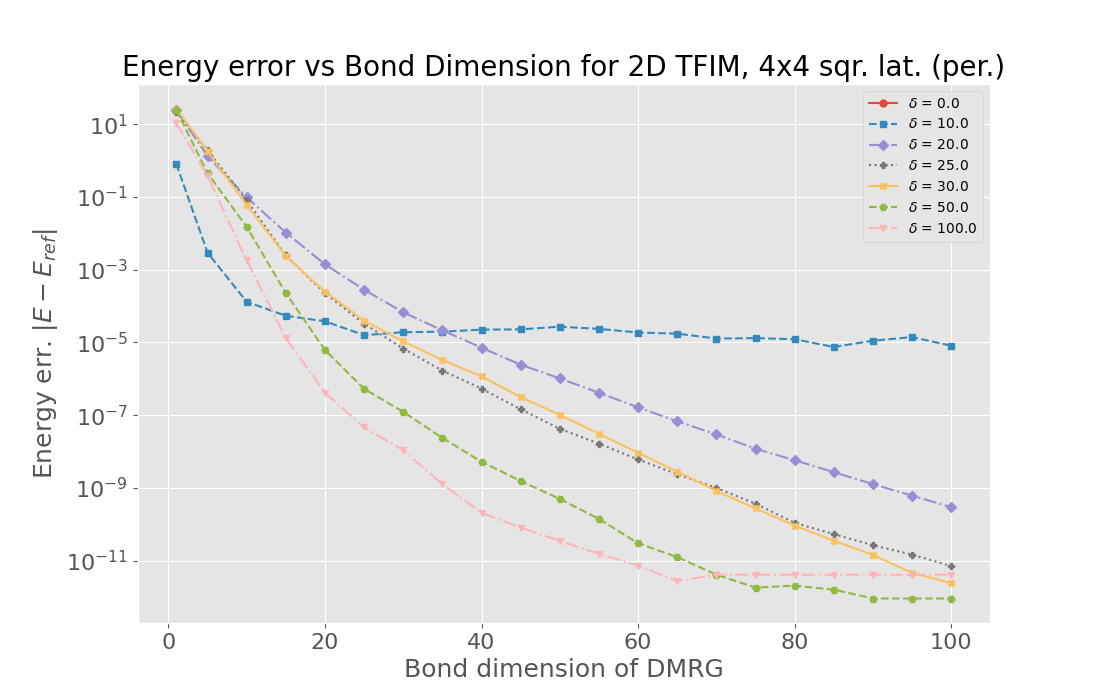 Energy error vs Bond Dimension for 2D TFIM, 4x4 sqr. lat. (per.)
δ = 0.0
δ = 10.0
δ = 20.0
δ = 25.0
δ = 30.0
δ = 50.0
δ = 100.0
Energy err. |E − E_{ref}|
10^1
10^{−1}
10^{−3}
10^{−5}
10^{−7}
10^{−9}
10^{−11}
0 20 40 60 80 100
Bond dimension of DMRG